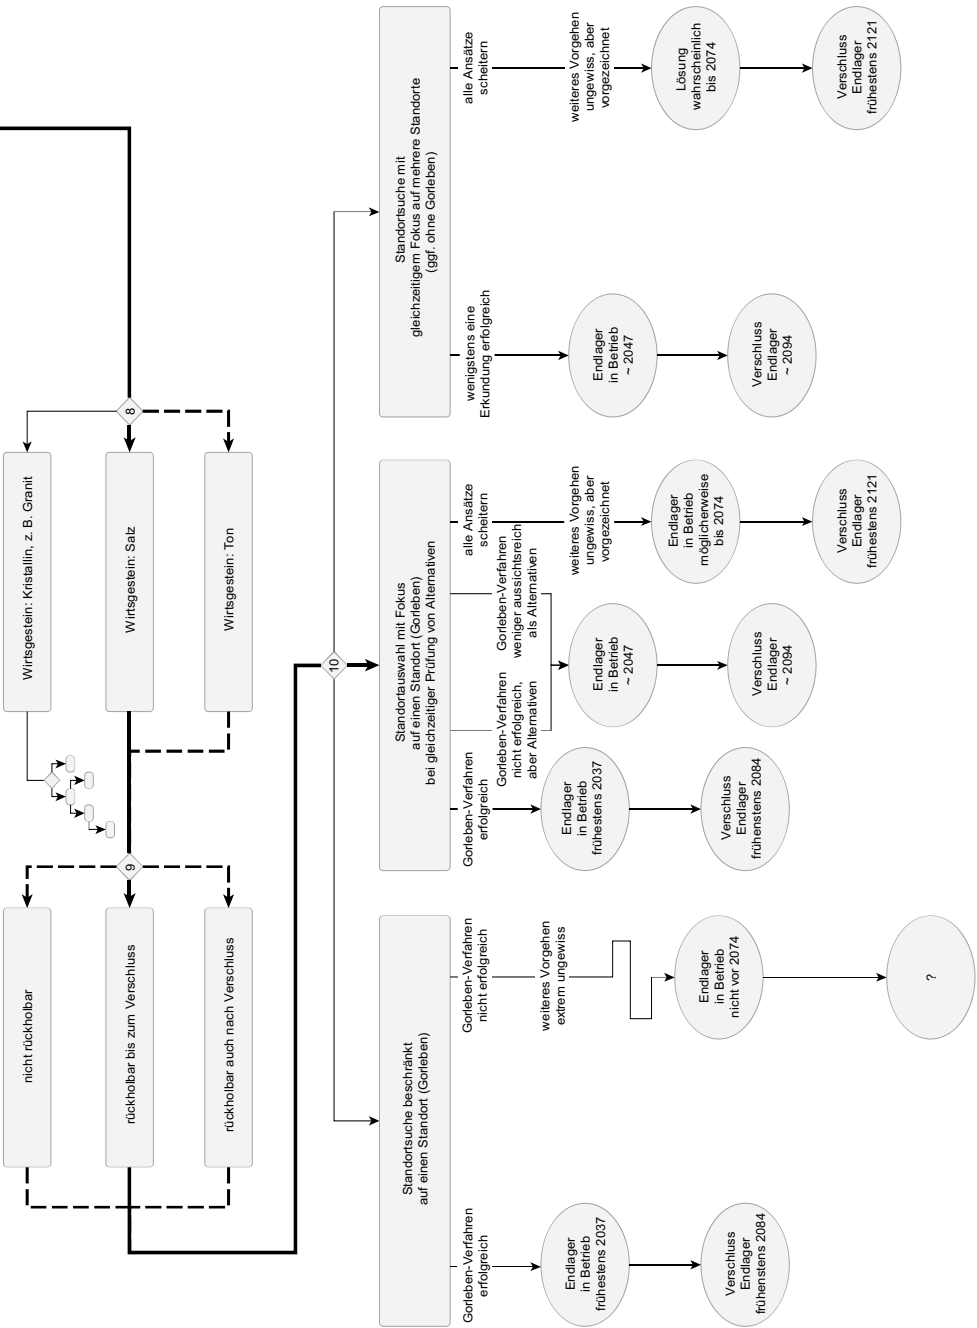 8
Wirtsgestein: Kristallin, z. B. Granit
Wirtsgestein: Salz
Wirtsgestein: Ton
9
nicht rückholbar
rückholbar bis zum Verschluss
rückholbar auch nach Verschluss
10
Standortsuche beschränkt
auf einen Standort (Gorleben)
Gorleben-Verfahren
erfolgreich
Endlager
in Betrieb
frühestens 2037
Verschluss
Endlager
frühenstens 2084
Gorleben-Verfahren
nicht erfolgreich
weiteres Vorgehen
extrem ungewiss
Endlager
in Betrieb
nicht vor 2074
?
Standortauswahl mit Fokus
auf einen Standort (Gorleben)
bei gleichzeitiger Prüfung von Alternativen
Gorleben-Verfahren
erfolgreich
Endlager
in Betrieb
frühestens 2037
Verschluss
Endlager
frühenstens 2084
Gorleben-Verfahren
nicht erfolgreich,
aber Alternativen
Gorleben-Verfahren
weniger aussichtsreich
als Alternativen
Endlager
in Betrieb
~ 2047
Verschluss
Endlager
~ 2094
alle Ansätze
scheitern
weiteres Vorgehen
ungewiss, aber
vorgezeichnet
Endlager
in Betrieb
möglicherweise
bis 2074
Verschluss
Endlager
frühestens 2121
Standortsuche mit
gleichzeitigem Fokus auf mehrere Standorte
(ggf. ohne Gorleben)
wenigstens eine
Erkundung erfolgreich
Endlager
in Betrieb
~ 2047
Verschluss
Endlager
~ 2094
alle Ansätze
scheitern
weiteres Vorgehen
ungewiss, aber
vorgezeichnet
Lösung
wahrscheinlich
bis 2074
Verschluss
Endlager
frühestens 2121